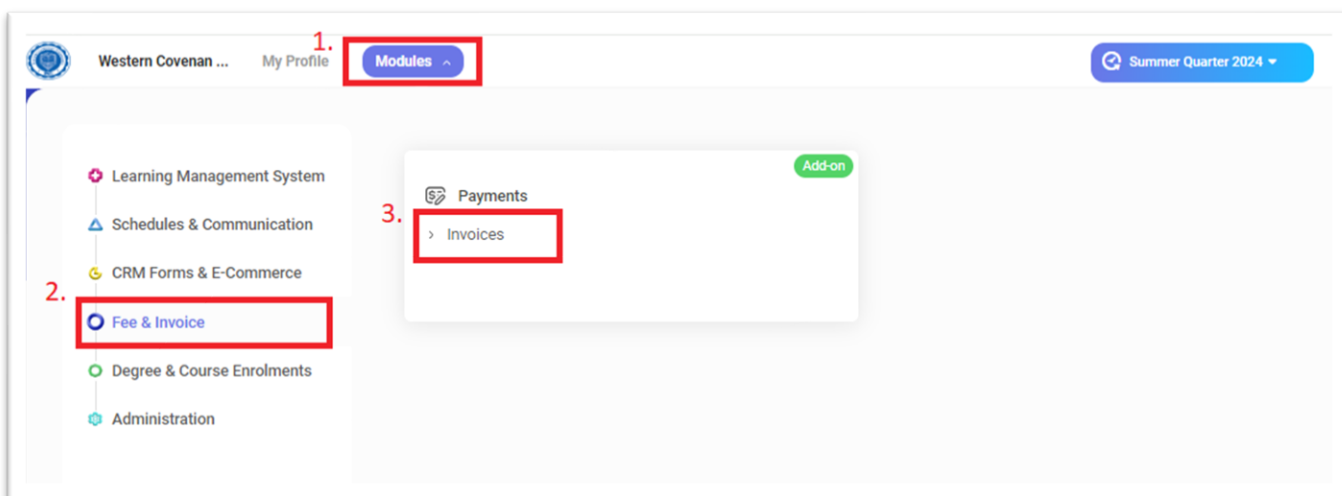 1.
Western Covenan ... My Profile Modules Summer Quarter 2024
Add-on
Learning Management System
Payments
3.
Schedules & Communication
Invoices
CRM Forms & E-Commerce
2.
Fee & Invoice
Degree & Course Enrolments
Administration